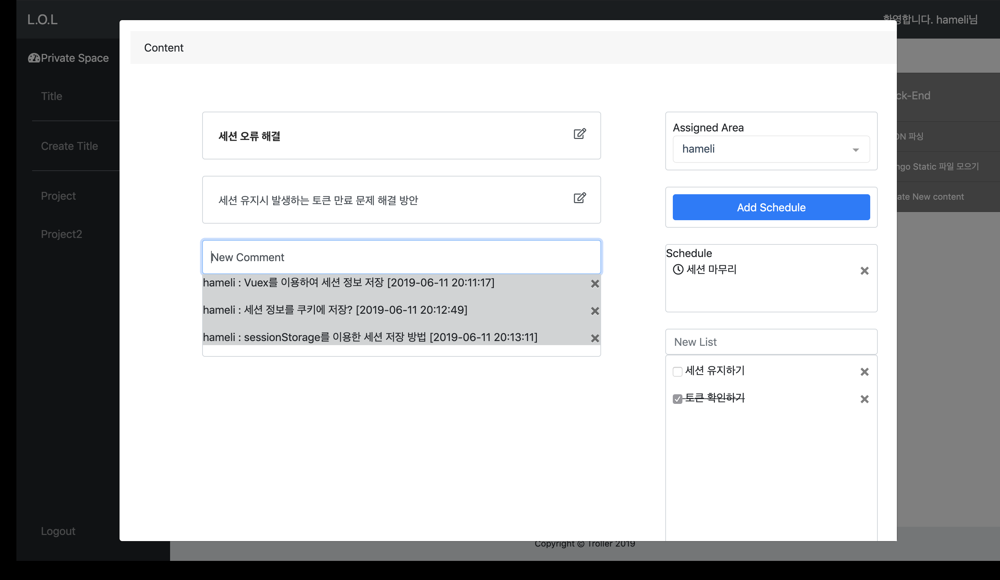 L.O.L
환영합니다. hameli님
Private Space
Title
Create Title
Project
Project2
Logout
Content
세션 오류 해결
세션 유지시 발생하는 토큰 만료 문제 해결 방안
New Comment
hameli : Vuex를 이용하여 세션 정보 저장 [2019-06-11 20:11:17]
hameli : 세션 정보를 쿠키에 저장? [2019-06-11 20:12:49]
hameli : sessionStorage를 이용한 세션 저장 방법 [2019-06-11 20:13:11]
Assigned Area
hameli
Add Schedule
Schedule
세션 마무리
New List
세션 유지하기
토큰 확인하기
ck-End
ON 파싱
ngo Static 파일 모으기
ate New content
Copyright © Troller 2019